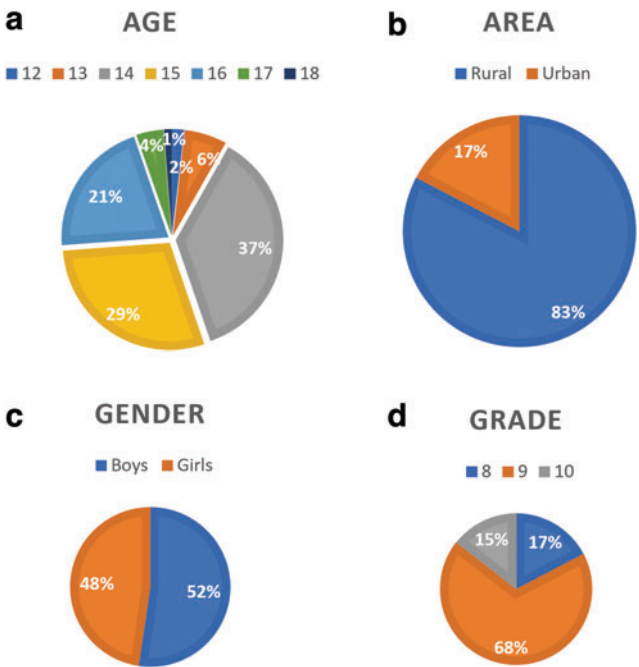 a AGE
12 13 14 15 16 17 18
1%
4%
2% 6%
21%
37%
29%
b AREA
Rural Urban
17%
83%
c GENDER
Boys Girls
48% 52%
d GRADE
8 9 10
15% 17%
68%